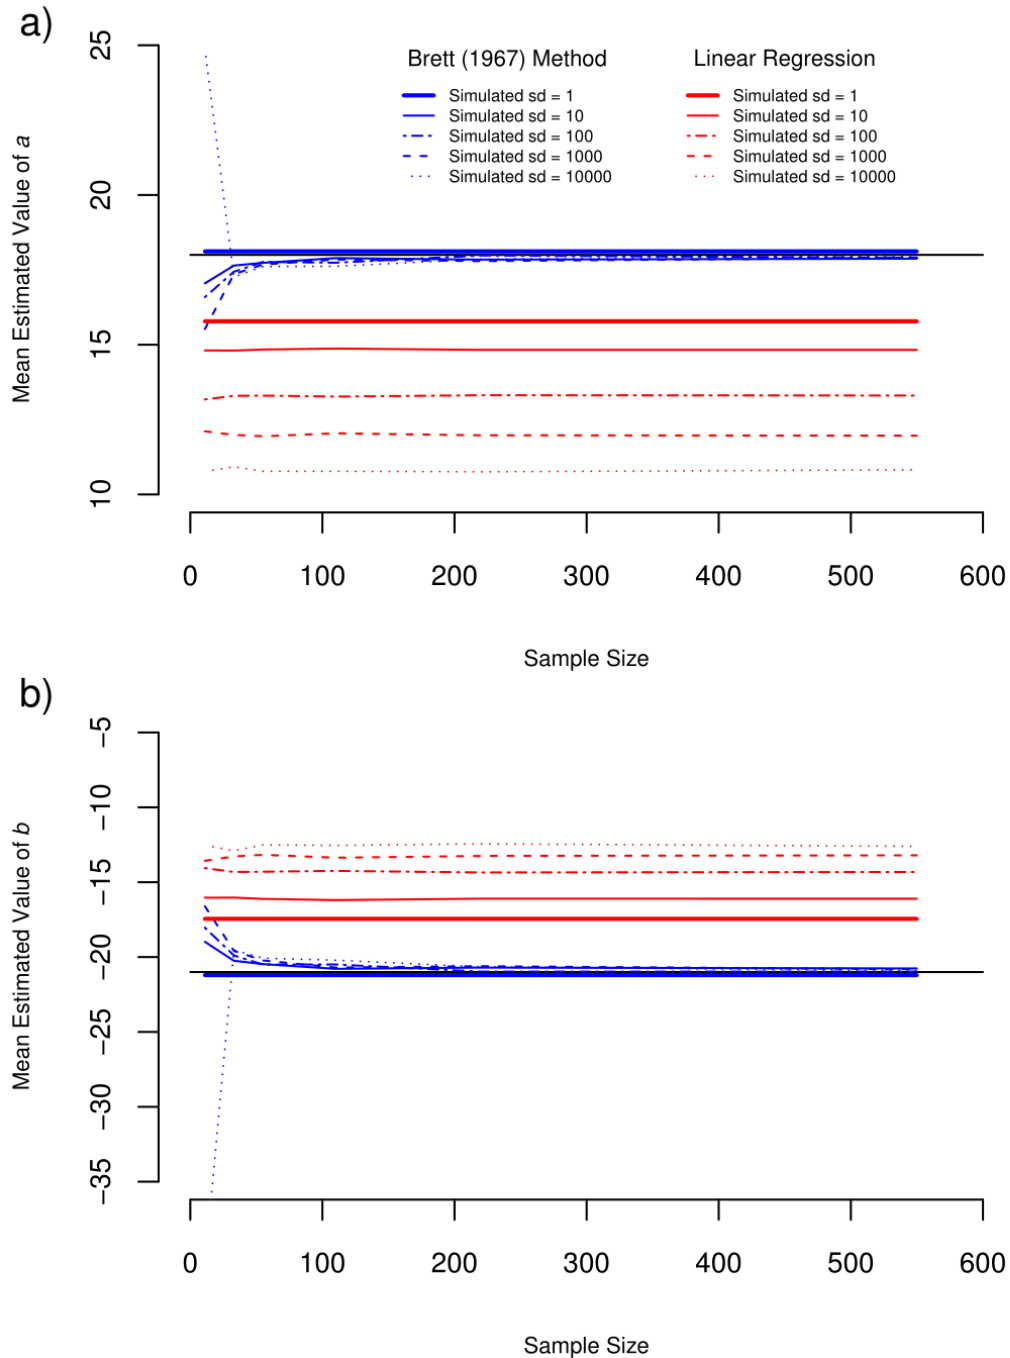 a)
25
20
15
10
Mean Estimated Value of a
Brett (1967) Method
Simulated sd = 1
Simulated sd = 10
Simulated sd = 100
Simulated sd = 1000
Simulated sd = 10000
Linear Regression
Simulated sd = 1
Simulated sd = 10
Simulated sd = 100
Simulated sd = 1000
Simulated sd = 10000
0 100 200 300 400 500 600
Sample Size
b)
−5
−10
−15
−20
−25
−30
−35
Mean Estimated Value of b
0 100 200 300 400 500 600
Sample Size